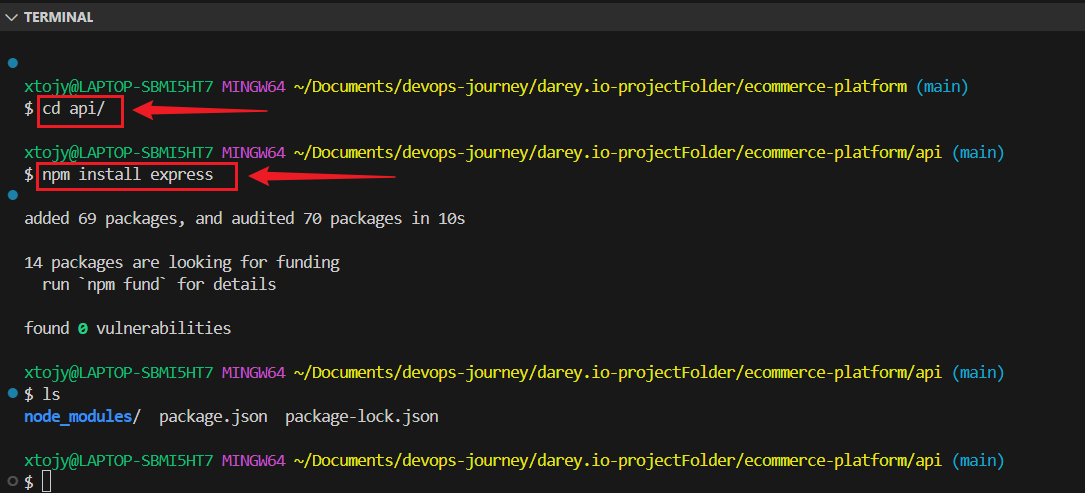 TERMINAL
xtojy@LAPTOP-SBMI5HT7 MINGW64 ~/Documents/devops-journey/darey.io-projectFolder/ecommerce-platform (main)
$ cd api/
xtojy@LAPTOP-SBMI5HT7 MINGW64 ~/Documents/devops-journey/darey.io-projectFolder/ecommerce-platform/api (main)
$ npm install express
added 69 packages, and audited 70 packages in 10s
14 packages are looking for funding
run `npm fund` for details
found 0 vulnerabilities
xtojy@LAPTOP-SBMI5HT7 MINGW64 ~/Documents/devops-journey/darey.io-projectFolder/ecommerce-platform/api (main)
$ ls
node_modules/ package.json package-lock.json
xtojy@LAPTOP-SBMI5HT7 MINGW64 ~/Documents/devops-journey/darey.io-projectFolder/ecommerce-platform/api (main)
$